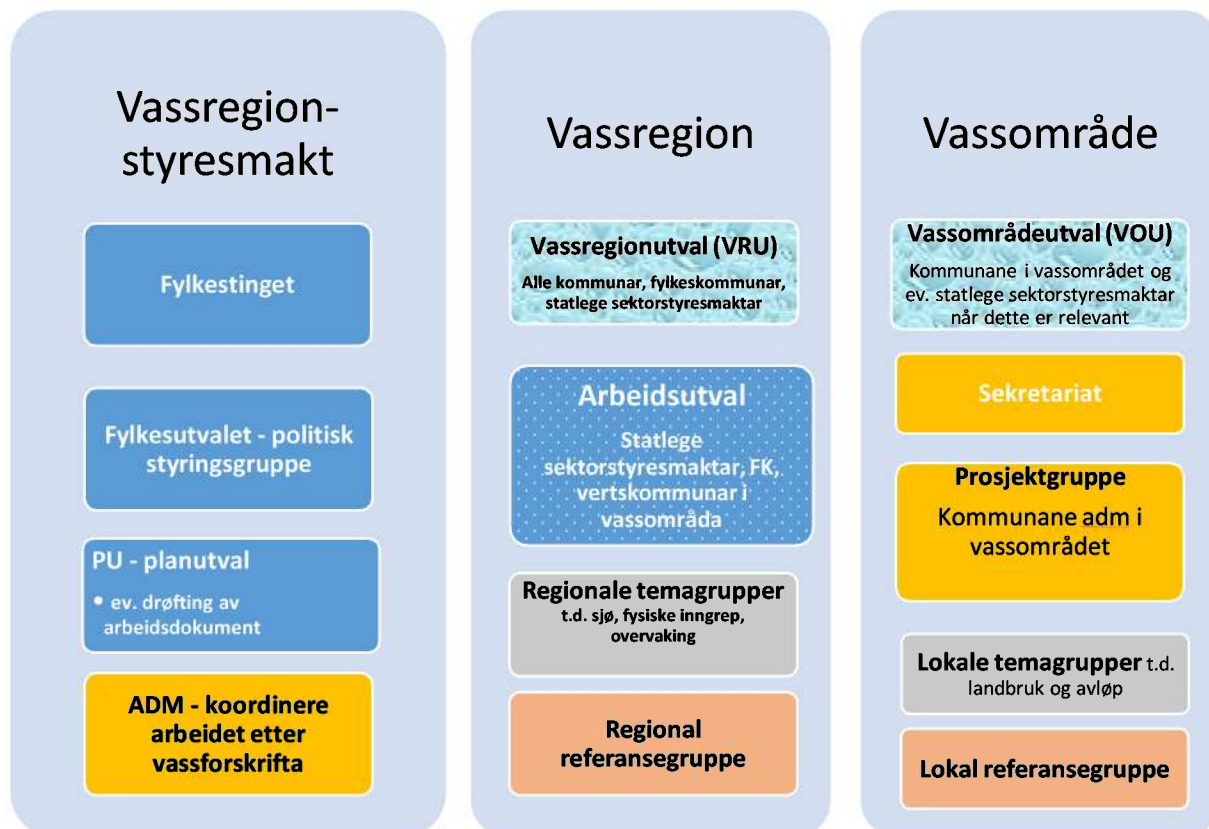 Vassregion-
styresmakt
Fylkestinget
Fylkesutvalet - politisk
styringsgruppe
PU - planutval
• ev. drøfting av
arbeidsdokument
ADM - koordinere
arbeidet etter
vassforskrifta
Vassregion
Vassregionutval (VRU)
Alle kommunar, fylkeskommunar,
statlege sektorstyresmaktar
Arbeidsutval
Statlege
sektorstyresmaktar, FK,
vertskommunar i
vassområda
Regionale temagrupper
t.d. sjø, fysiske inngrep,
overvaking
Regional
referansegruppe
Vassområde
Vassområdeutval (VOU)
Kommunane i vassområdet og
ev. statlege sektorstyresmaktar
når dette er relevant
Sekretariat
Prosjektgruppe
Kommunane adm i
vassområdet
Lokale temagrupper t.d.
landbruk og avløp
Lokal referansegruppe